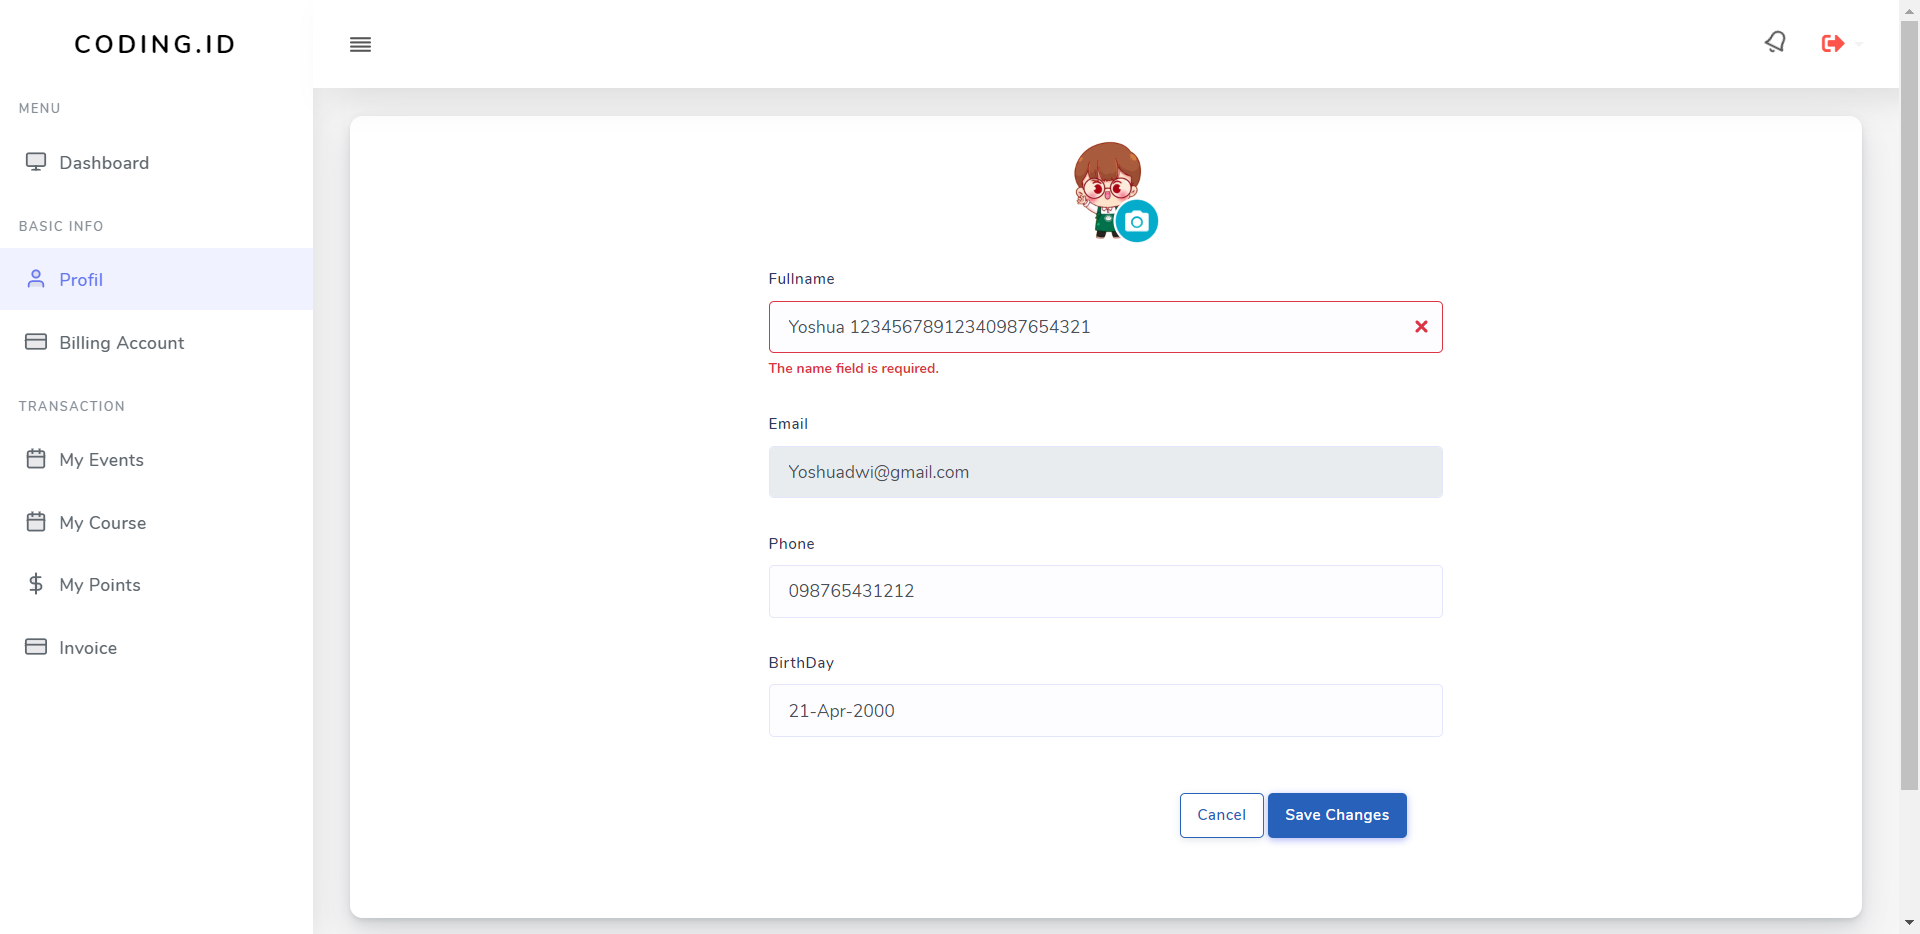 CODING.ID
MENU
Dashboard
BASIC INFO
Profil
Billing Account
TRANSACTION
My Events
My Course
My Points
Invoice
Fullname
Yoshua 12345678912340987654321
The name field is required.
Email
Yoshuadwi@gmail.com
Phone
098765431212
BirthDay
21-Apr-2000
Cancel
Save Changes